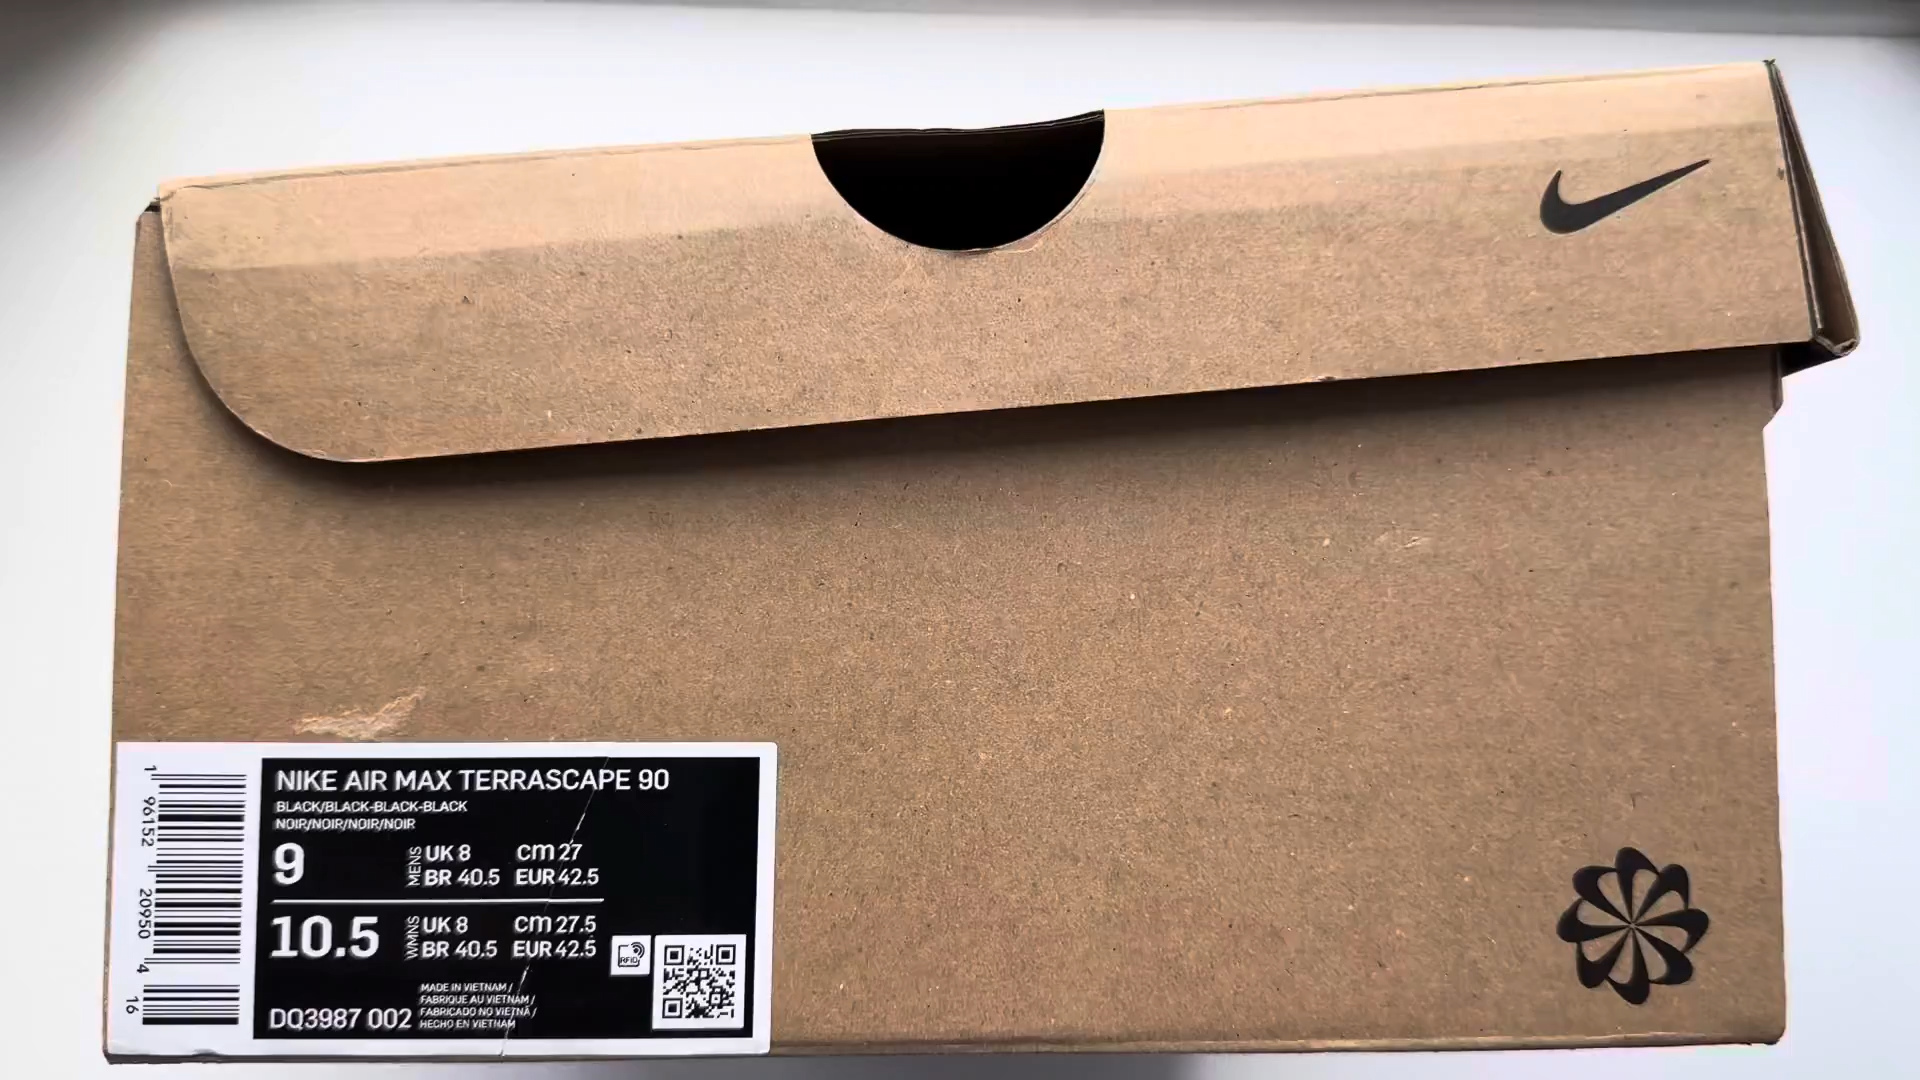 NIKE AIR MAX TERRASCAPE 90
BLACK/BLACK-BLACK-BLACK
NOIR/NOIR/NOIR/NOIR
9 MENS UK 8 cm 27
BR 40.5 EUR 42.5
10.5 WMNS UK 8 cm 27.5
BR 40.5 EUR 42.5
RFID
MADE IN VIETNAM /
FABRIQUE AU VIETNAM /
FABRICADO NO VIETNÃ /
HECHO EN VIETNAM
DQ3987 002
1 96152 20950 4 16